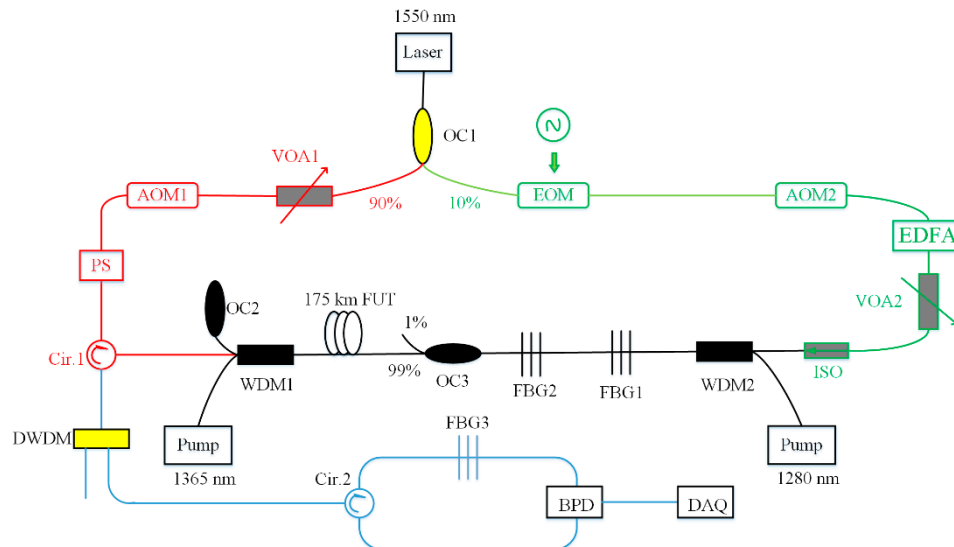 1550 nm
Laser
OC1
VOA1
AOM1
90%
10%
EOM
AOM2
EDFA
PS
OC2
175 km FUT
VOA2
1%
Cir.1
WDM1
99%
OC3
FBG2
FBG1
WDM2
ISO
DWDM
Pump
1365 nm
FBG3
Pump
1280 nm
Cir.2
BPD
DAQ